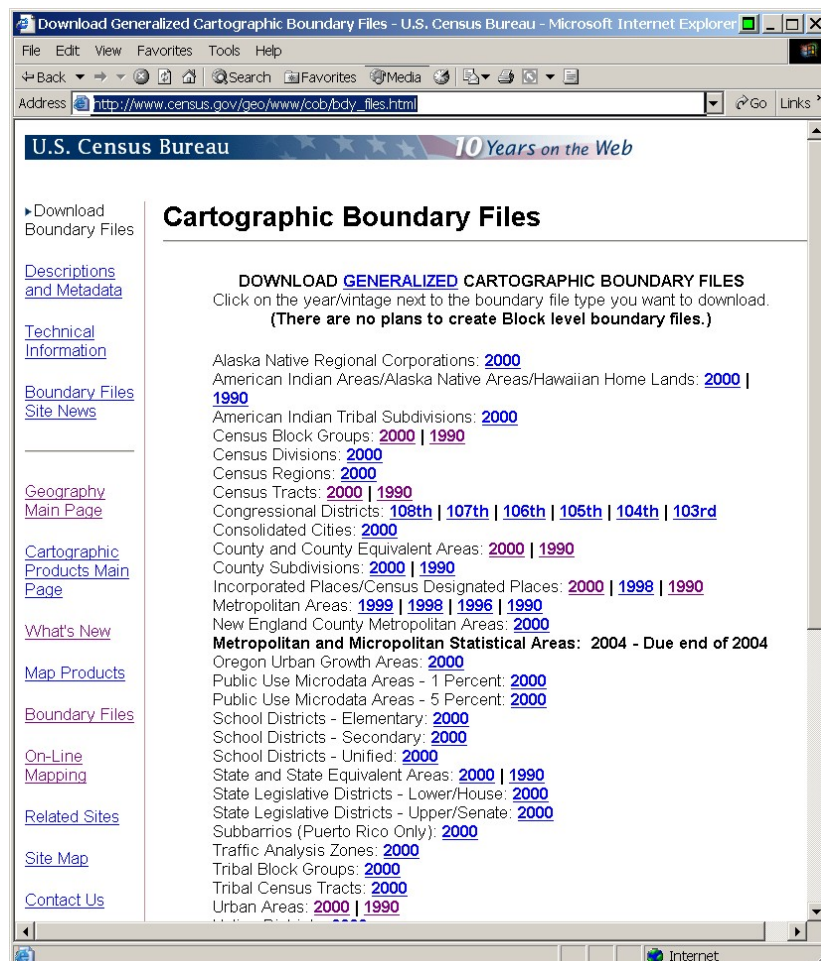 Download Generalized Cartographic Boundary Files - U.S. Census Bureau - Microsoft Internet Explorer
File Edit View Favorites Tools Help
Back Search Favorites Media
Address http://www.census.gov/geo/www/cob/bdy_files.html Go Links
U.S. Census Bureau 10 Years on the Web
Download
Boundary Files
Descriptions
and Metadata
Technical
Information
Boundary Files
Site News
Geography
Main Page
Cartographic
Products Main
Page
What's New
Map Products
Boundary Files
On-Line
Mapping
Related Sites
Site Map
Contact Us
Cartographic Boundary Files
DOWNLOAD GENERALIZED CARTOGRAPHIC BOUNDARY FILES
Click on the year/vintage next to the boundary file type you want to download.
(There are no plans to create Block level boundary files.)
Alaska Native Regional Corporations: 2000
American Indian Areas/Alaska Native Areas/Hawaiian Home Lands: 2000 |
1990
American Indian Tribal Subdivisions: 2000
Census Block Groups: 2000 | 1990
Census Divisions: 2000
Census Regions: 2000
Census Tracts: 2000 | 1990
Congressional Districts: 108th | 107th | 106th | 105th | 104th | 103rd
Consolidated Cities: 2000
County and County Equivalent Areas: 2000 | 1990
County Subdivisions: 2000 | 1990
Incorporated Places/Census Designated Places: 2000 | 1998 | 1990
Metropolitan Areas: 1999 | 1998 | 1996 | 1990
New England County Metropolitan Areas: 2000
Metropolitan and Micropolitan Statistical Areas: 2004 - Due end of 2004
Oregon Urban Growth Areas: 2000
Public Use Microdata Areas - 1 Percent: 2000
Public Use Microdata Areas - 5 Percent: 2000
School Districts - Elementary: 2000
School Districts - Secondary: 2000
School Districts - Unified: 2000
State and State Equivalent Areas: 2000 | 1990
State Legislative Districts - Lower/House: 2000
State Legislative Districts - Upper/Senate: 2000
Subbarrios (Puerto Rico Only): 2000
Traffic Analysis Zones: 2000
Tribal Block Groups: 2000
Tribal Census Tracts: 2000
Urban Areas: 2000 | 1990
Internet